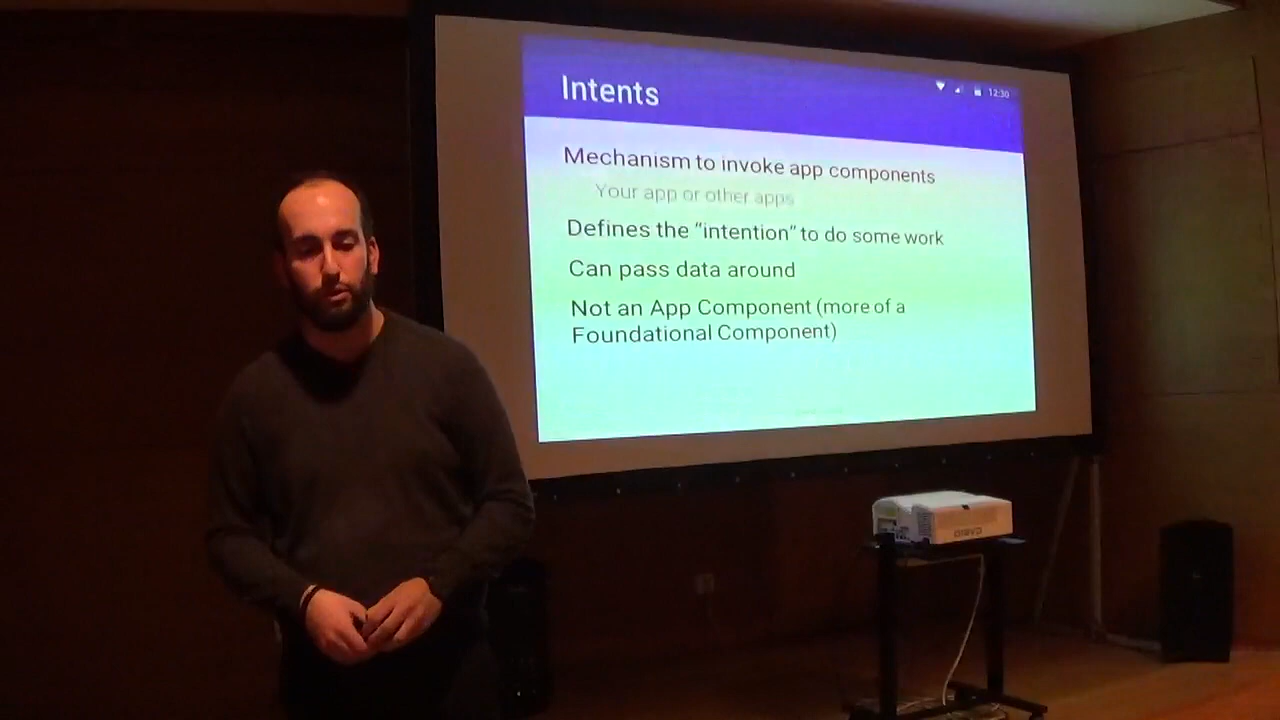 Intents
12:30
Mechanism to invoke app components
Your app or other apps
Defines the “intention” to do some work
Can pass data around
Not an App Component (more of a
Foundational Component)